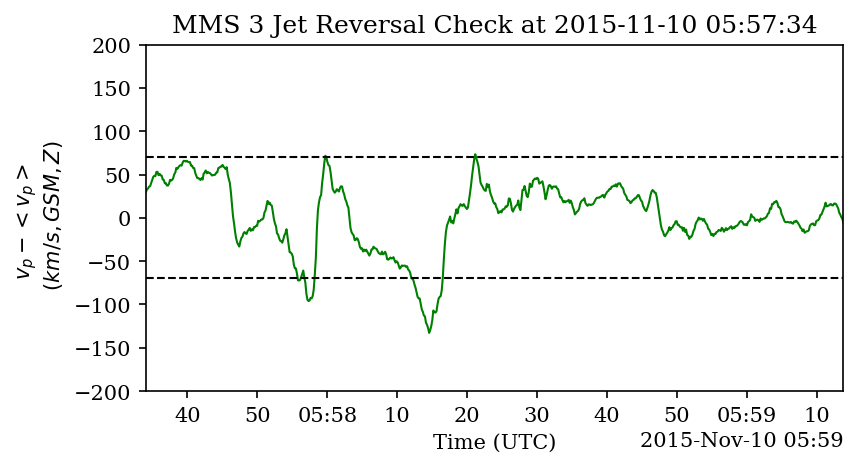 MMS 3 Jet Reversal Check at 2015-11-10 05:57:34
v_p − < v_p >
(km/s, GSM, Z)
200
150
100
50
0
−50
−100
−150
−200
40 50 05:58 10 20 30 40 50 05:59 10
Time (UTC)
2015-Nov-10 05:59